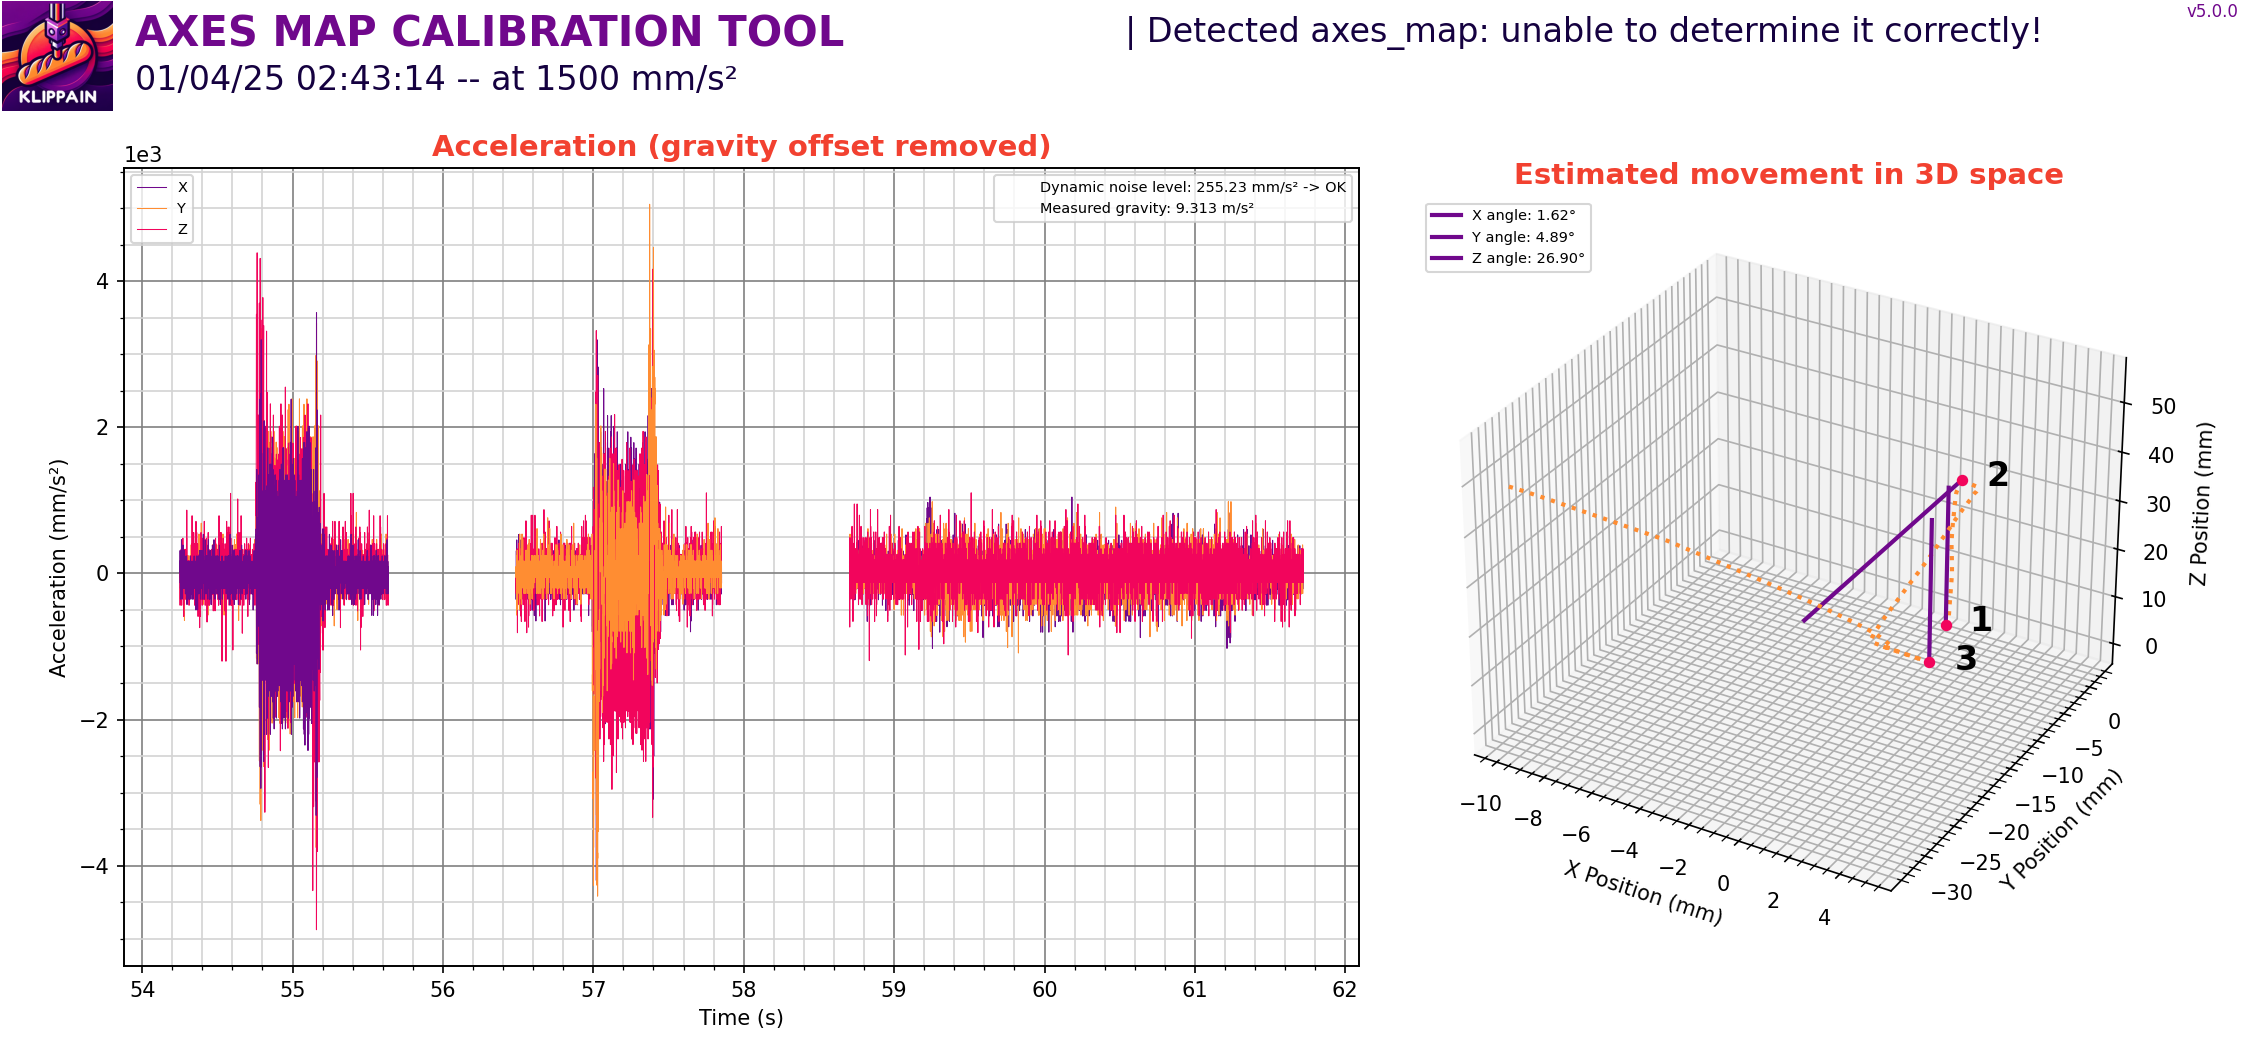 AXES MAP CALIBRATION TOOL
| Detected axes_map: unable to determine it correctly!
v5.0.0
01/04/25 02:43:14 -- at 1500 mm/s²
KLIPPAIN
Acceleration (gravity offset removed)
1e3
X
Y
Z
Dynamic noise level: 255.23 mm/s² -> OK
Measured gravity: 9.313 m/s²
4
2
0
−2
−4
Acceleration (mm/s²)
54 55 56 57 58 59 60 61 62
Time (s)
Estimated movement in 3D space
X angle: 1.62°
Y angle: 4.89°
Z angle: 26.90°
2
1
3
50
40
30
20
10
0
Z Position (mm)
0
−5
−10
−15
−20
−25
−30
Y Position (mm)
−10 −8 −6 −4 −2 0 2 4
X Position (mm)